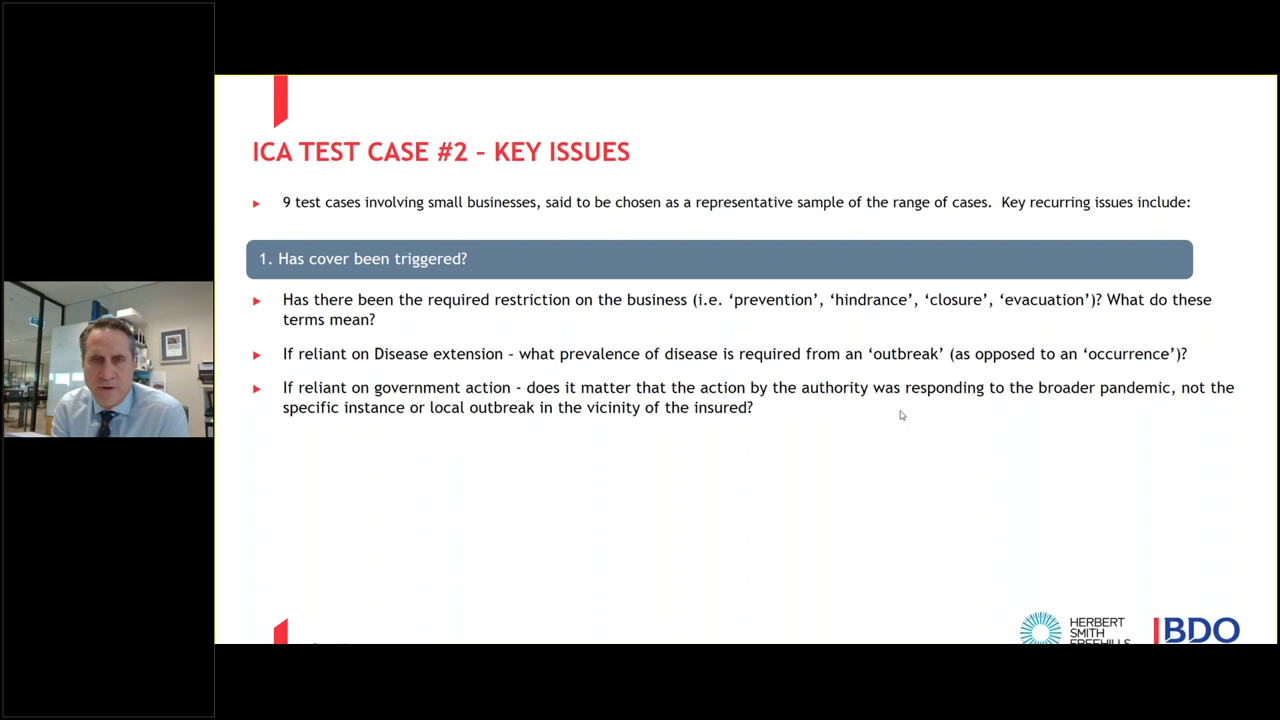 ICA TEST CASE #2 – KEY ISSUES
9 test cases involving small businesses, said to be chosen as a representative sample of the range of cases. Key recurring issues include:
1. Has cover been triggered?
Has there been the required restriction on the business (i.e. ‘prevention’, ‘hindrance’, ‘closure’, ‘evacuation’)? What do these
terms mean?
If reliant on Disease extension – what prevalence of disease is required from an ‘outbreak’ (as opposed to an ‘occurrence’)?
If reliant on government action - does it matter that the action by the authority was responding to the broader pandemic, not the
specific instance or local outbreak in the vicinity of the insured?
HERBERT
SMITH
FREEHILLS
BDO